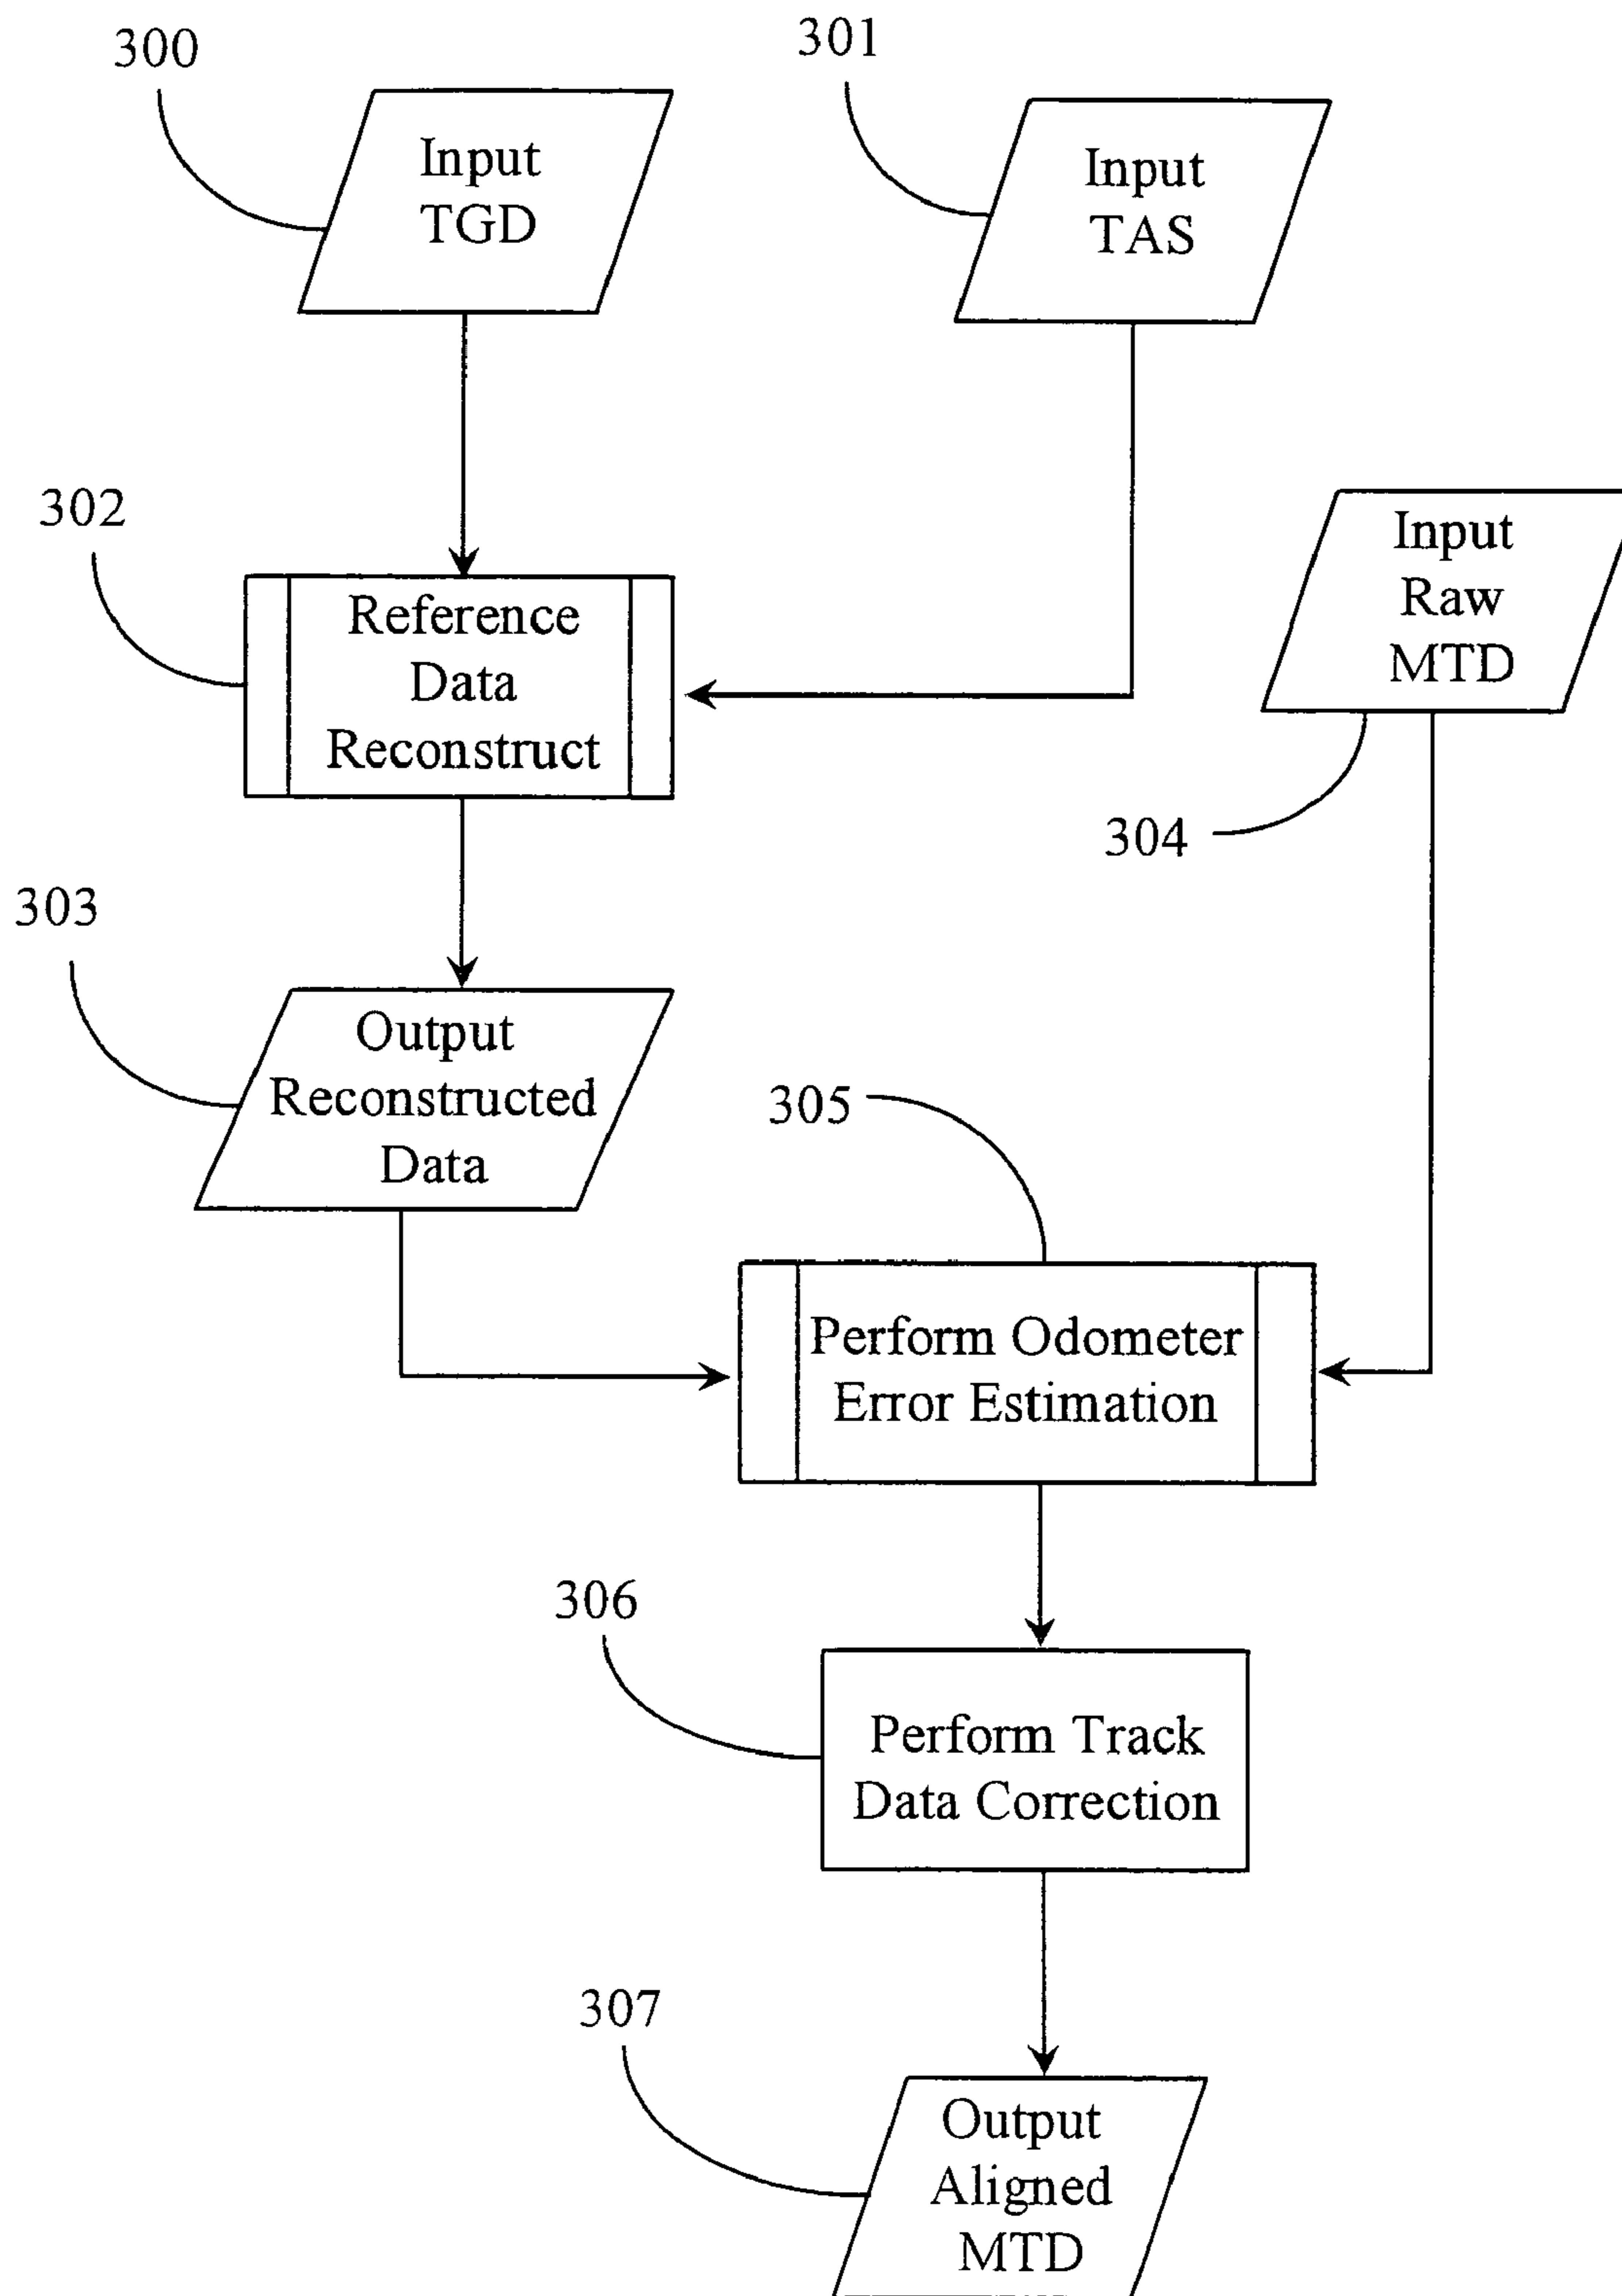 300
301
Input
TGD
Input
TAS
302
Input
Raw
MTD
Reference
Data
Reconstruct
304
303
Output
Reconstructed
Data
305
Perform Odometer
Error Estimation
306
Perform Track
Data Correction
307
Output
Aligned
MTD